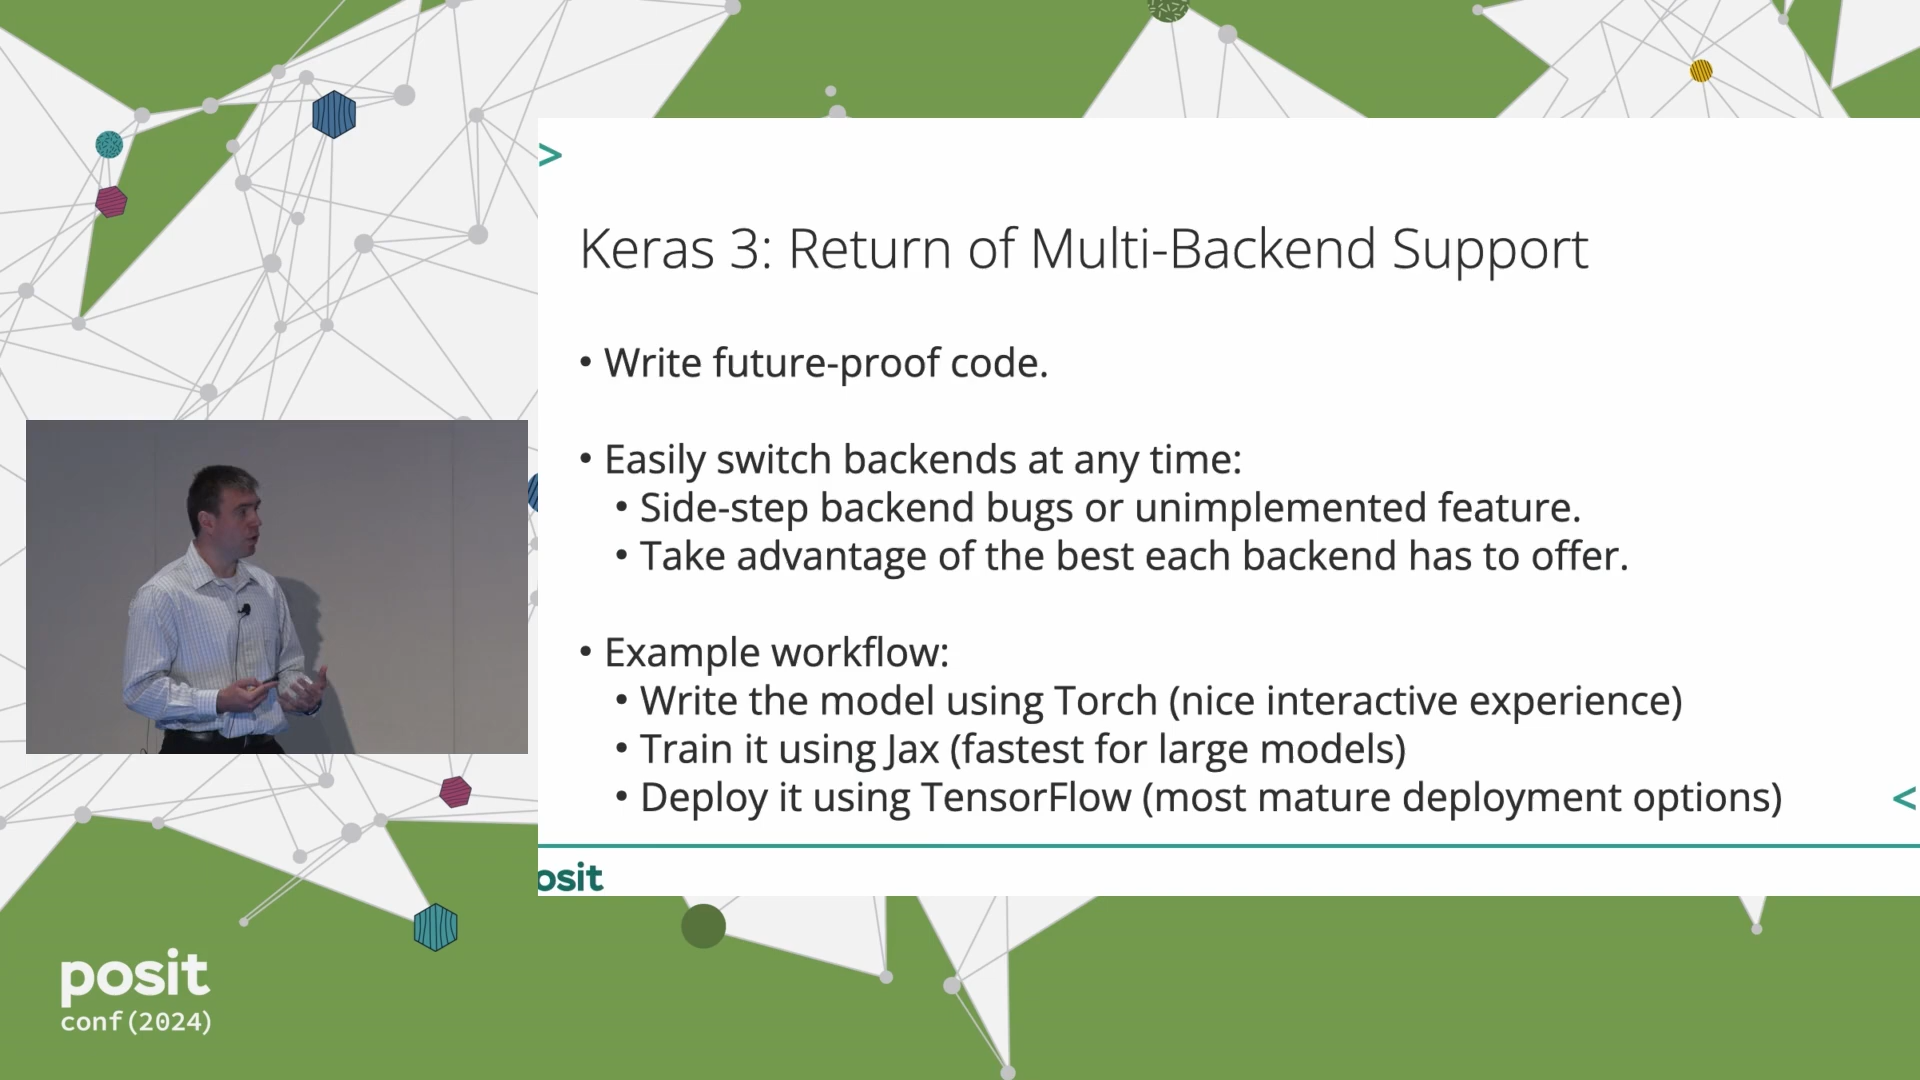 >
Keras 3: Return of Multi-Backend Support
• Write future-proof code.
• Easily switch backends at any time:
• Side-step backend bugs or unimplemented feature.
• Take advantage of the best each backend has to offer.
• Example workflow:
• Write the model using Torch (nice interactive experience)
• Train it using Jax (fastest for large models)
• Deploy it using TensorFlow (most mature deployment options)
<
osit
posit
conf(2024)